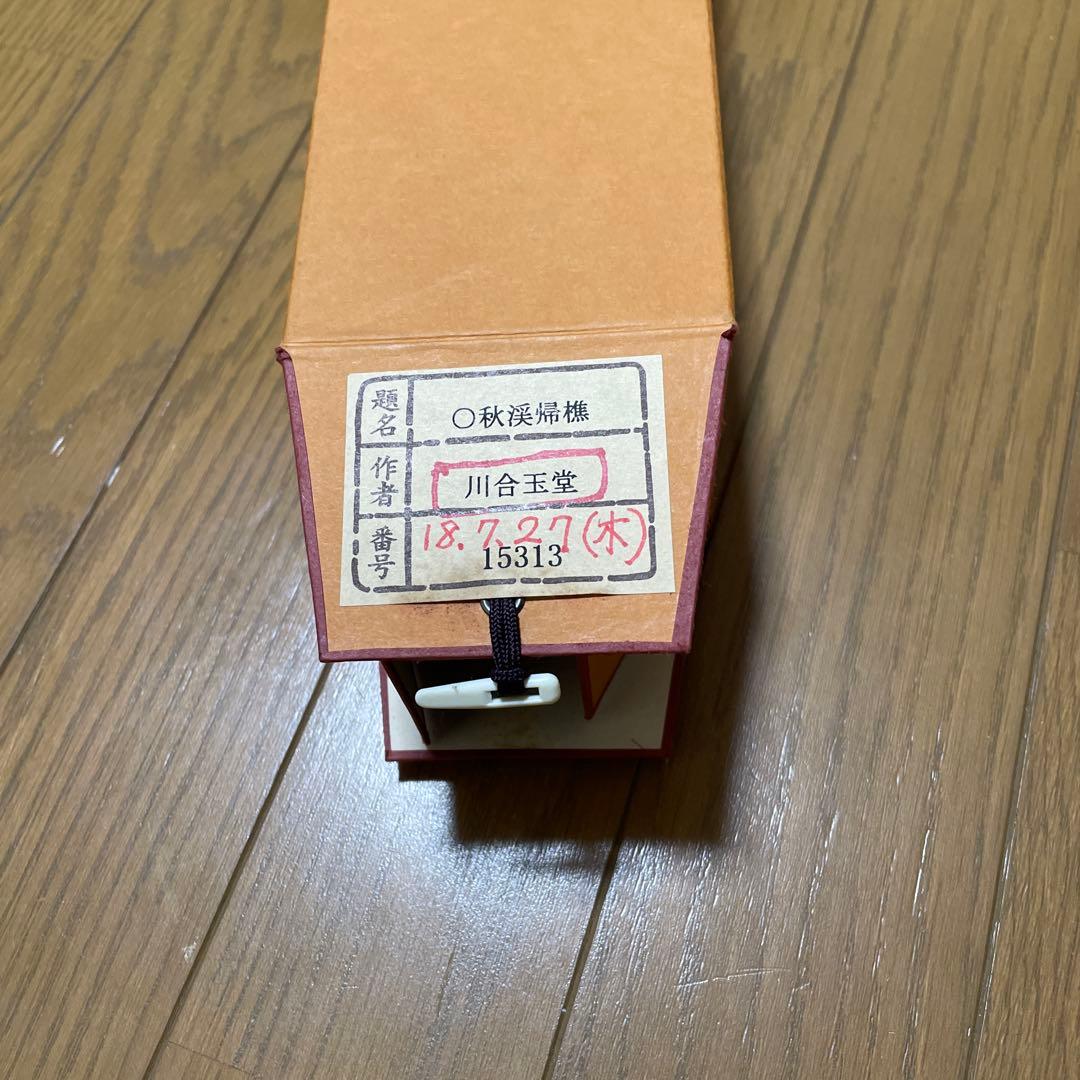 題名 〇秋渓帰樵
作者 川合玉堂
18.7.27(木)
番号 15313